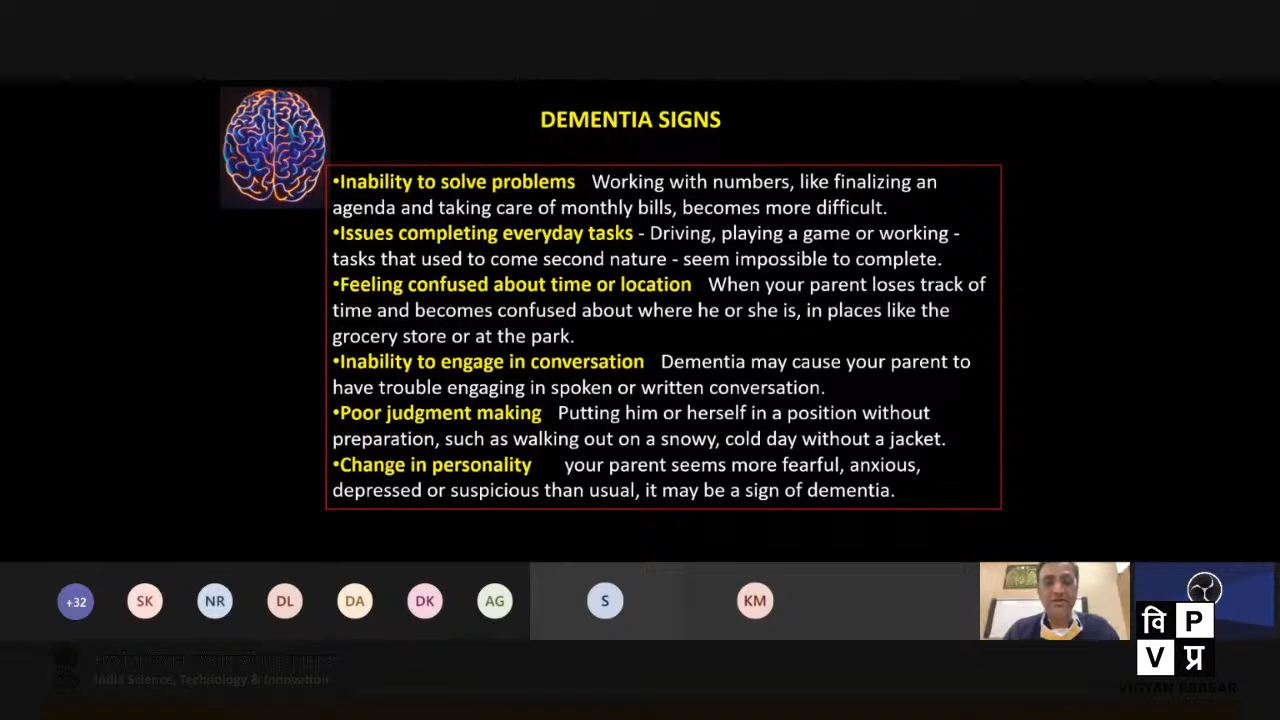 DEMENTIA SIGNS
•Inability to solve problems Working with numbers, like finalizing an
agenda and taking care of monthly bills, becomes more difficult.
•Issues completing everyday tasks - Driving, playing a game or working -
tasks that used to come second nature - seem impossible to complete.
•Feeling confused about time or location When your parent loses track of
time and becomes confused about where he or she is, in places like the
grocery store or at the park.
•Inability to engage in conversation Dementia may cause your parent to
have trouble engaging in spoken or written conversation.
•Poor judgment making Putting him or herself in a position without
preparation, such as walking out on a snowy, cold day without a jacket.
•Change in personality your parent seems more fearful, anxious,
depressed or suspicious than usual, it may be a sign of dementia.
+32 SK NR DL DA DK AG S KM
वि P
V प्र
India Science, Technology & Innovation
VIGYAN PRASAR